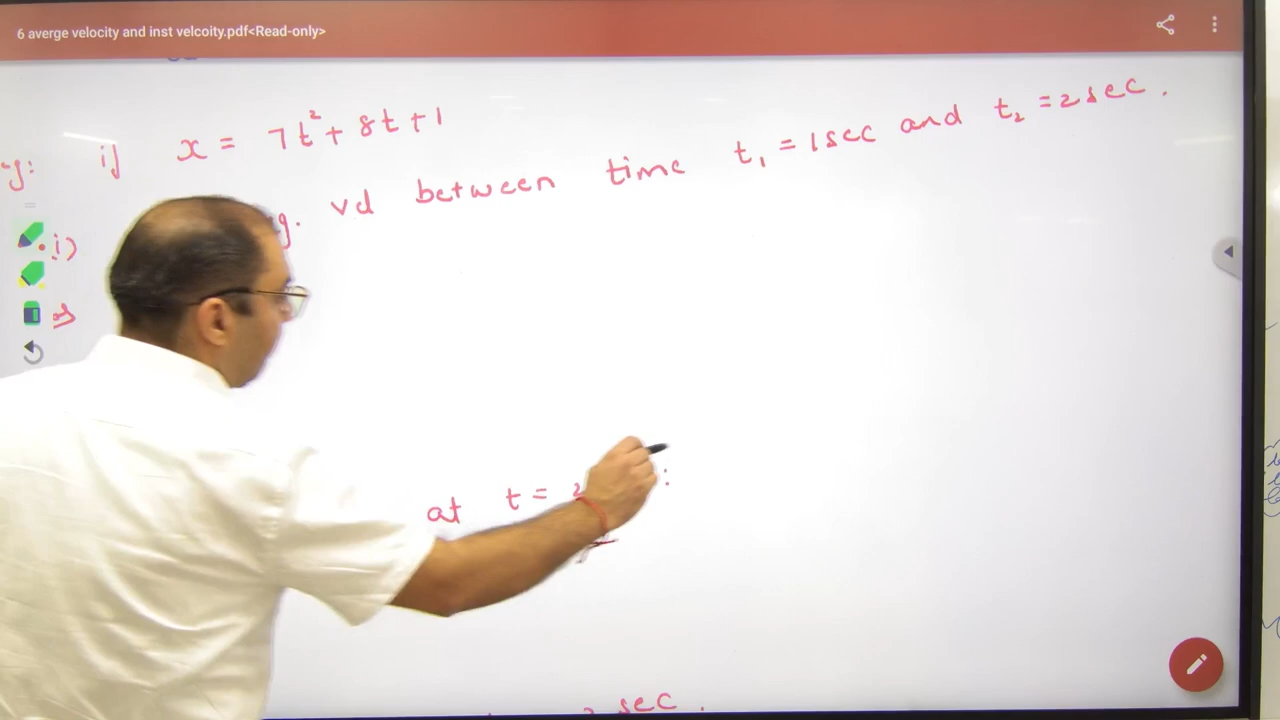 6 averge velocity and inst velcoity.pdf<Read-only>
if x = 7t² + 8t + 1
i) vd between time t₁ = 1sec and t₂ = 2sec.
at t =
sec.